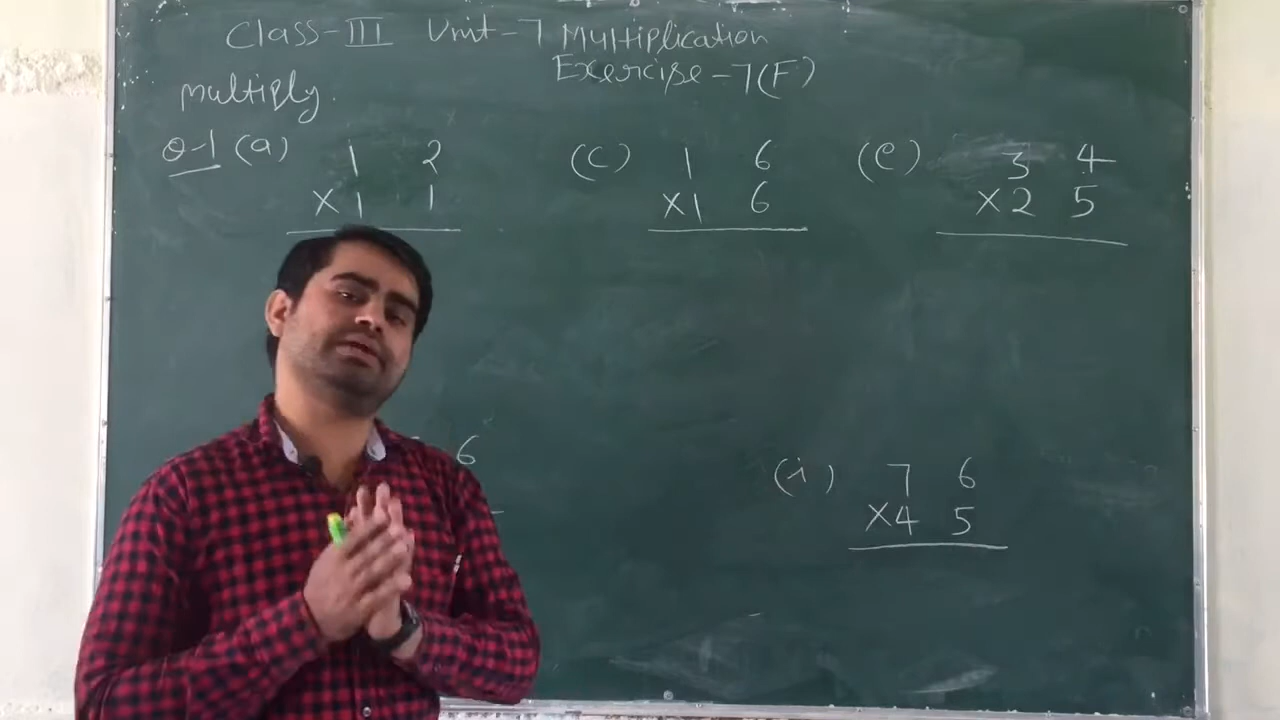 Class-III Unit-7 Multiplication
Exercise-7(F)
multiply.
Q-1 (a) 1 2 (c) 1 6 (e) 3 4
×1 1 ×1 6 ×2 5
6 (i) 7 6
×4 5